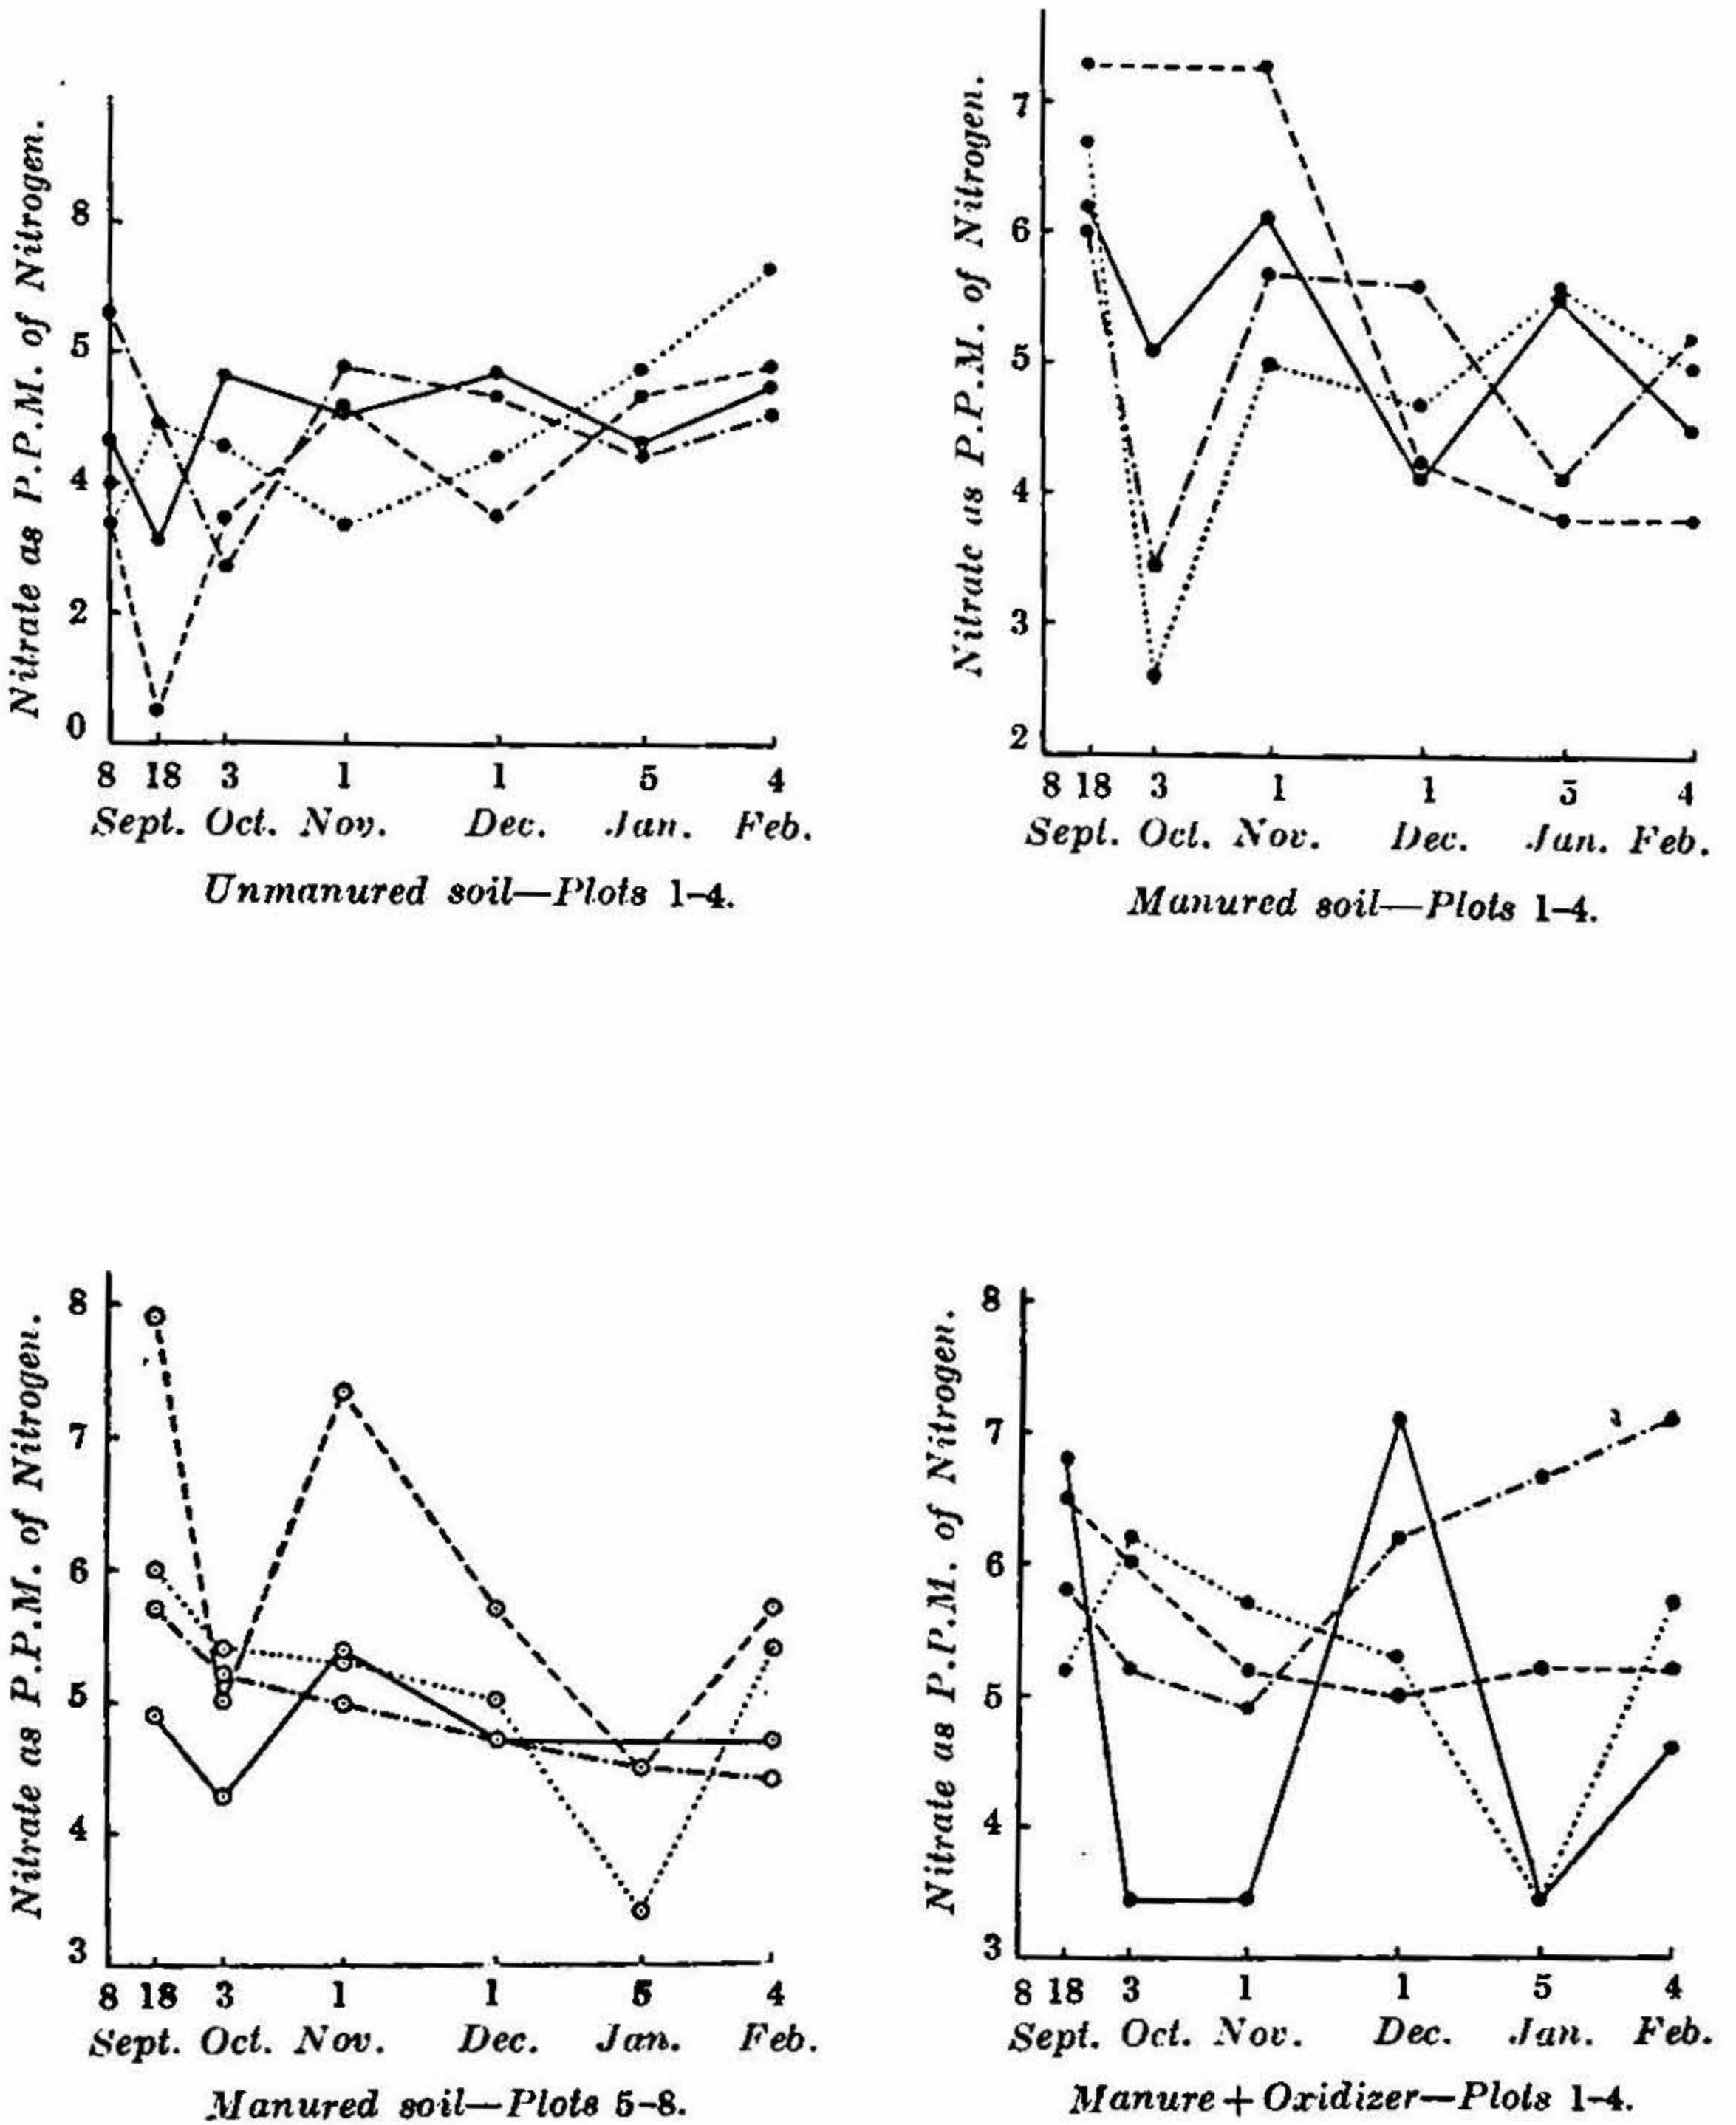 Nitrate as P.P.M. of Nitrogen.
8
5
4
2
0
8 18 3 1 1 5 4
Sept. Oct. Nov. Dec. Jan. Feb.
Unmanured soil—Plots 1–4.
Nitrate as P.P.M. of Nitrogen.
7
6
5
4
3
2
8 18 3 1 1 5 4
Sept. Oct. Nov. Dec. Jan. Feb.
Manured soil—Plots 1–4.
Nitrate as P.P.M. of Nitrogen.
8
7
6
5
4
3
8 18 3 1 1 5 4
Sept. Oct. Nov. Dec. Jan. Feb.
Manured soil—Plots 5–8.
Nitrate as P.P.M. of Nitrogen.
8
7
6
5
4
3
8 18 3 1 1 5 4
Sept. Oct. Nov. Dec. Jan. Feb.
Manure + Oxidizer—Plots 1–4.